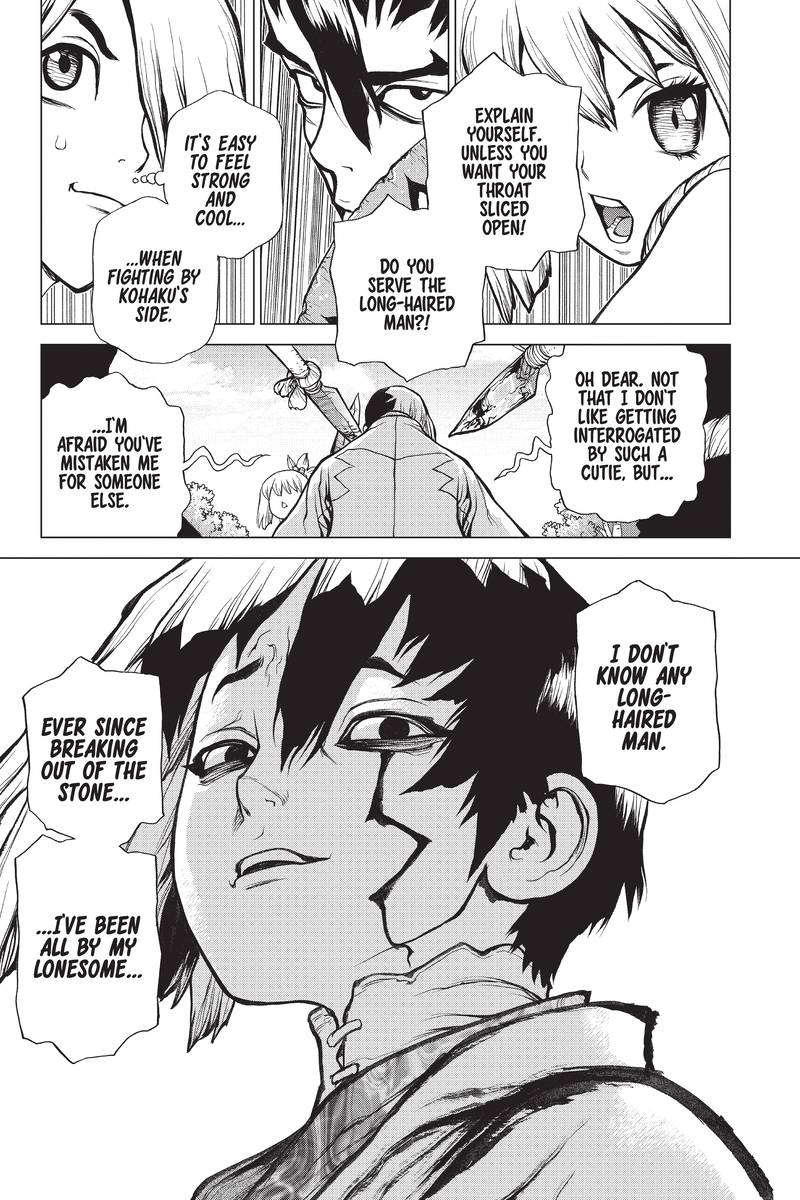 EXPLAIN
YOURSELF.
UNLESS YOU
WANT YOUR
THROAT
SLICED
OPEN!
DO YOU
SERVE THE
LONG-HAIRED
MAN?!
IT'S EASY
TO FEEL
STRONG
AND
COOL...
...WHEN
FIGHTING BY
KOHAKU'S
SIDE.
OH DEAR. NOT
THAT I DON'T
LIKE GETTING
INTERROGATED
BY SUCH A
CUTIE, BUT...
...I'M
AFRAID YOU'VE
MISTAKEN ME
FOR SOMEONE
ELSE.
I DON'T
KNOW ANY
LONG-
HAIRED
MAN.
EVER SINCE
BREAKING
OUT OF THE
STONE...
...I'VE BEEN
ALL BY MY
LONESOME...